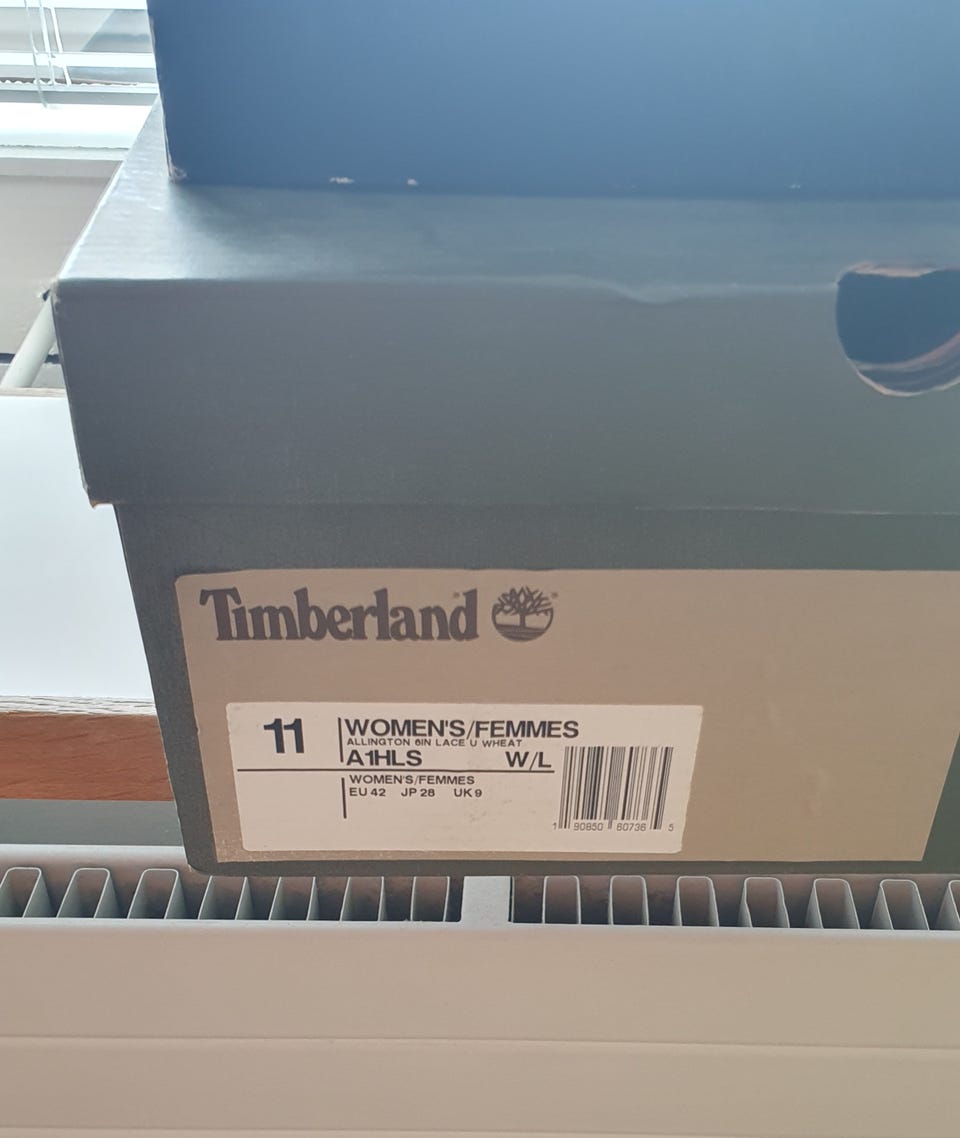 Timberland
11
WOMEN'S/FEMMES
ALLINGTON 6IN LACE U WHEAT
A1HLS W/L
WOMEN'S/FEMMES
EU 42 JP 28 UK 9
1 90850 60736 5